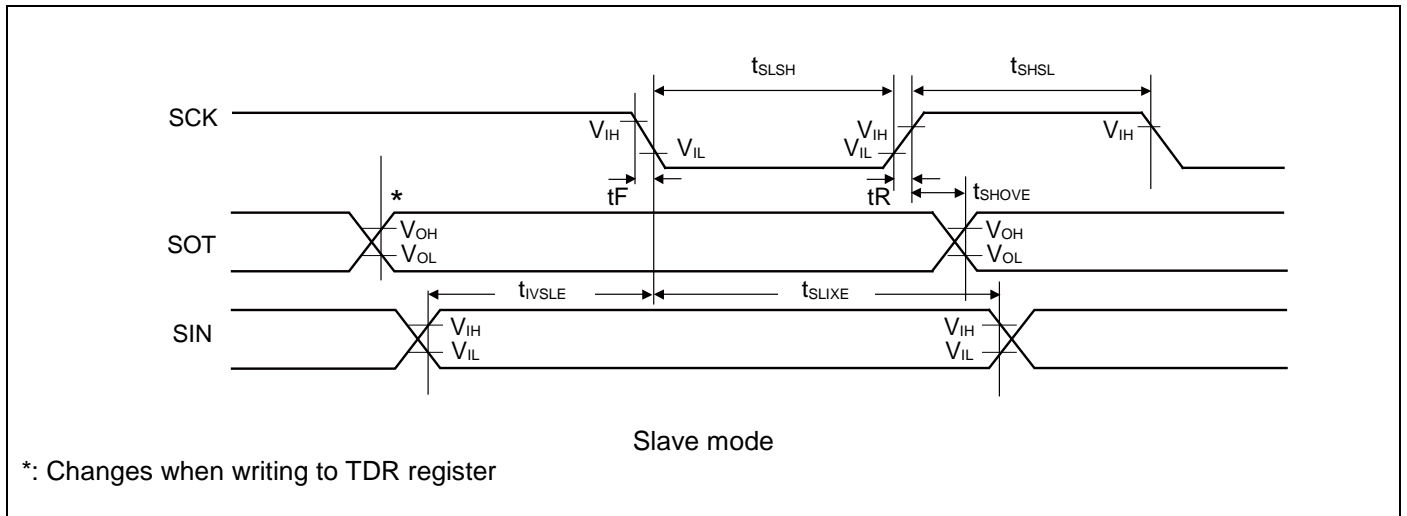 tSLSH tSHSL
SCK
VIH VIH VIH
VIL VIL
tF tR tSHOVE
*
SOT
VOH VOH
VOL VOL
tIVSLE tSLIXE
SIN
VIH VIH
VIL VIL
Slave mode
*: Changes when writing to TDR register